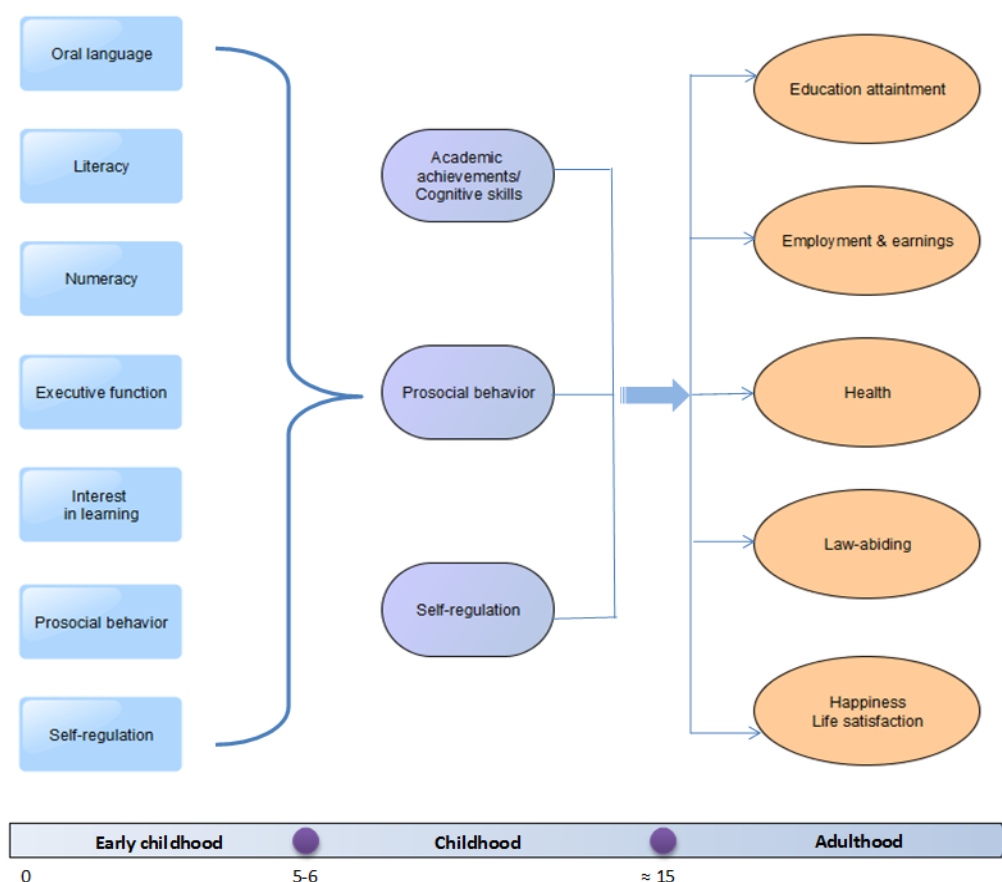 Oral language
Literacy
Numeracy
Executive function
Interest
in learning
Prosocial behavior
Self-regulation
Academic
achievements/
Cognitive skills
Prosocial behavior
Self-regulation
Education attaintment
Employment & earnings
Health
Law-abiding
Happiness
Life satisfaction
Early childhood Childhood Adulthood
0 5-6 ≈ 15